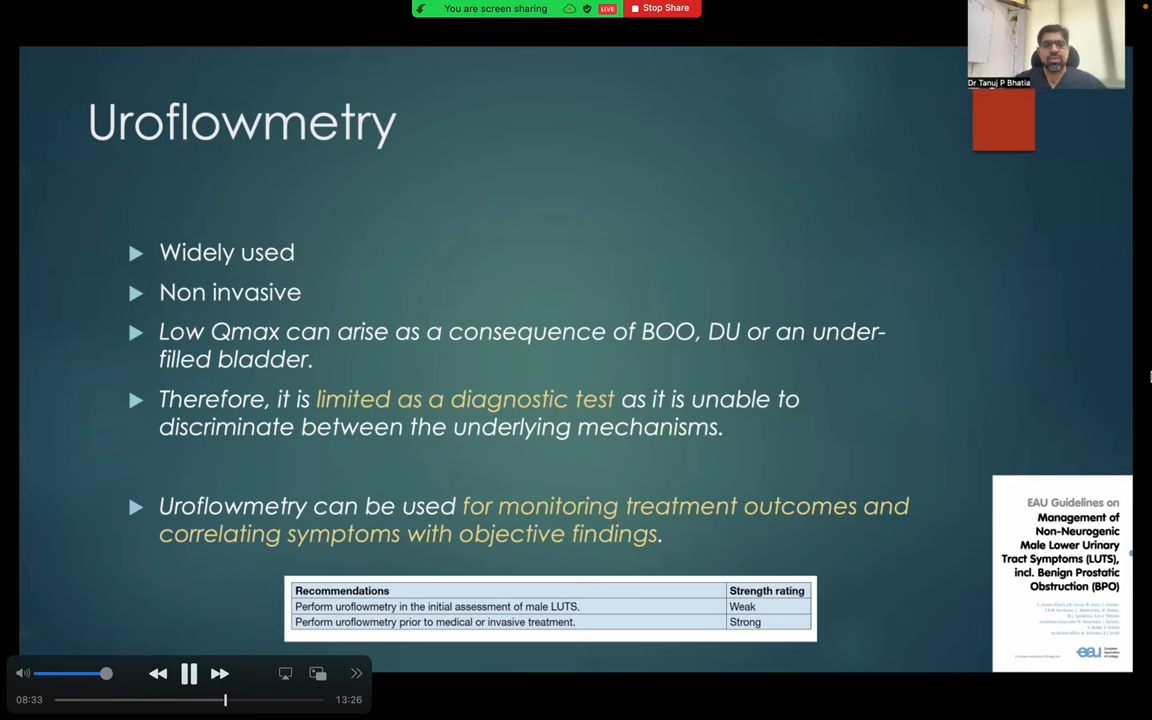 You are screen sharing
LIVE
Stop Share
Dr Tanuj P Bhatia
Uroflowmetry
Widely used
Non invasive
Low Qmax can arise as a consequence of BOO, DU or an under-
filled bladder.
Therefore, it is limited as a diagnostic test as it is unable to
discriminate between the underlying mechanisms.
Uroflowmetry can be used for monitoring treatment outcomes and
correlating symptoms with objective findings.
Recommendations Strength rating
Perform uroflowmetry in the initial assessment of male LUTS. Weak
Perform uroflowmetry prior to medical or invasive treatment. Strong
EAU Guidelines on
Management of
Non-Neurogenic
Male Lower Urinary
Tract Symptoms (LUTS),
incl. Benign Prostatic
Obstruction (BPO)
eau
European
Association
of Urology
08:33
13:26